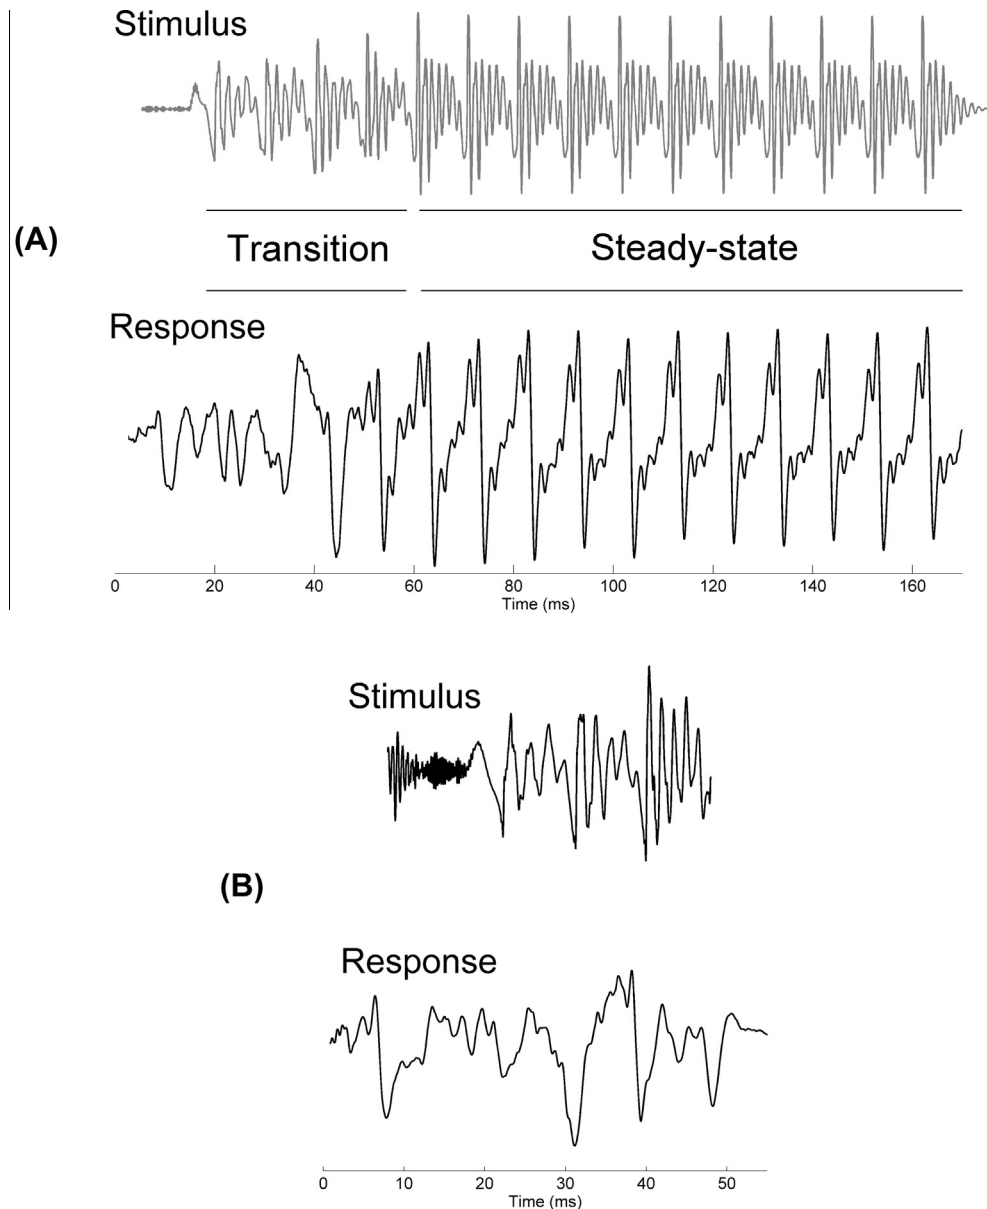 Stimulus
(A)
Transition
Steady-state
Response
0 20 40 60 80 100 120 140 160
Time (ms)
Stimulus
(B)
Response
0 10 20 30 40 50
Time (ms)